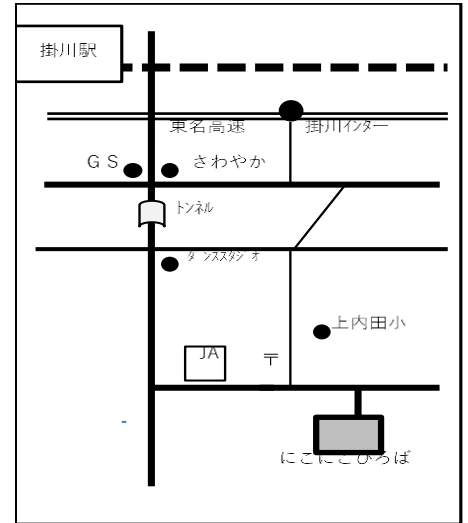 掛川駅
東名高速
掛川インター
ＧＳ
さわやか
トンネル
ダンススタジオ
上内田小
JA
〒
にこにこひろば